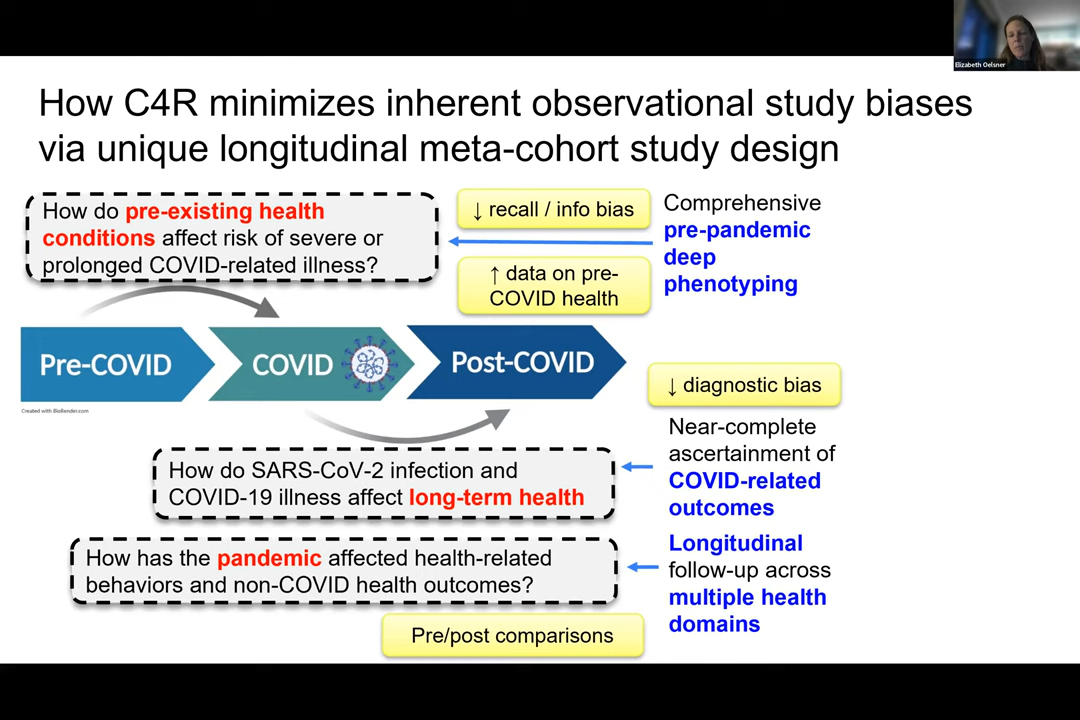 Elizabeth Oelsner
How C4R minimizes inherent observational study biases
via unique longitudinal meta-cohort study design
How do pre-existing health
conditions affect risk of severe or
prolonged COVID-related illness?
↓ recall / info bias
↑ data on pre-
COVID health
Comprehensive
pre-pandemic
deep
phenotyping
Pre-COVID
COVID
Post-COVID
Created with BioRender.com
↓ diagnostic bias
Near-complete
ascertainment of
COVID-related
outcomes
How do SARS-CoV-2 infection and
COVID-19 illness affect long-term health
How has the pandemic affected health-related
behaviors and non-COVID health outcomes?
Longitudinal
follow-up across
multiple health
domains
Pre/post comparisons